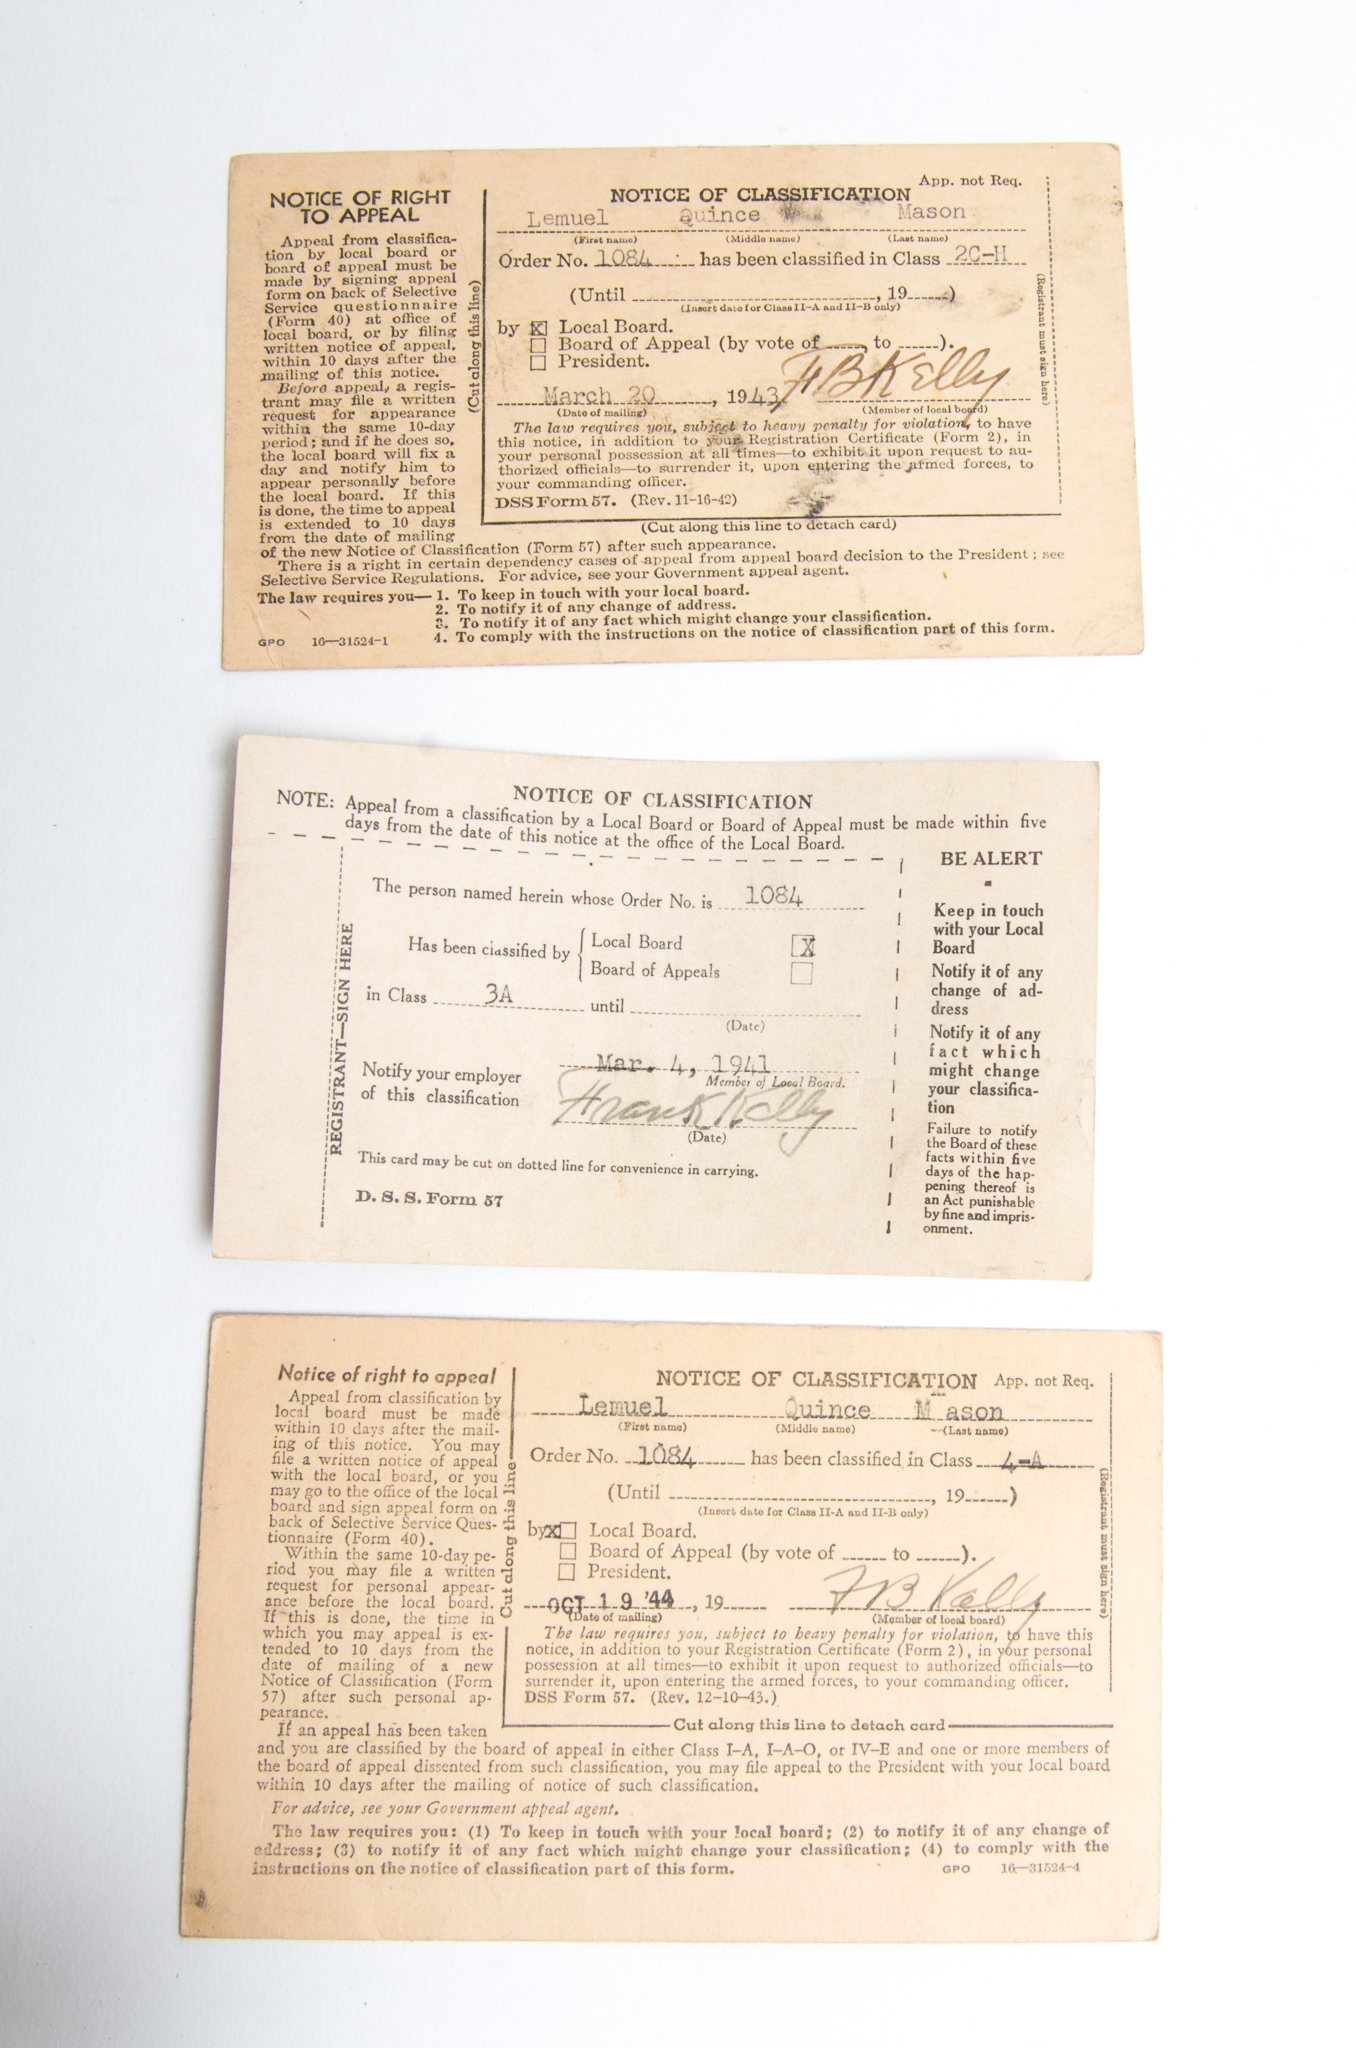 NOTICE OF RIGHT
TO APPEAL
Appeal from classifica-
tion by local board or
board of appeal must be
made by signing appeal
form on back of Selective
Service questionnaire
(Form 40) at office of
local board, or by filing
written notice of appeal,
within 10 days after the
mailing of this notice.
Before appeal, a regis-
trant may file a written
request for appearance
within the same 10-day
period; and if he does so,
the local board will fix a
day and notify him to
appear personally before
the local board. If this
is done, the time to appeal
is extended to 10 days
from the date of mailing
of the new Notice of Classification (Form 57) after such appearance.
There is a right in certain dependency cases of appeal from appeal board decision to the President; see
Selective Service Regulations. For advice, see your Government appeal agent.
The law requires you— 1. To keep in touch with your local board.
2. To notify it of any change of address.
3. To notify it of any fact which might change your classification.
4. To comply with the instructions on the notice of classification part of this form.
GPO 16—31524-1
(Cut along this line)
App. not Req.
NOTICE OF CLASSIFICATION
Lemuel Quince Mason
(First name) (Middle name) (Last name)
Order No. 1084 has been classified in Class 2C-H
(Until , 19 )
(Insert date for Class II-A and II-B only)
by X Local Board.
Board of Appeal (by vote of to ).
President.
March 20, 1943 F B Kelly
(Date of mailing) (Member of local board)
The law requires you, subject to heavy penalty for violation, to have
this notice, in addition to your Registration Certificate (Form 2), in
your personal possession at all times—to exhibit it upon request to au-
thorized officials—to surrender it, upon entering the armed forces, to
your commanding officer.
DSS Form 57. (Rev. 11-16-42)
(Cut along this line to detach card)
(Registrant must sign here)
NOTICE OF CLASSIFICATION
NOTE: Appeal from a classification by a Local Board or Board of Appeal must be made within five
days from the date of this notice at the office of the Local Board.
REGISTRANT—SIGN HERE
The person named herein whose Order No. is 1084
Has been classified by { Local Board X
Board of Appeals
in Class 3A until
(Date)
Notify your employer
of this classification
Mar. 4, 1941
Member of Local Board.
Frank Kelly
(Date)
This card may be cut on dotted line for convenience in carrying.
D. S. S. Form 57
BE ALERT
Keep in touch
with your Local
Board
Notify it of any
change of ad-
dress
Notify it of any
fact which
might change
your classifica-
tion
Failure to notify
the Board of these
facts within five
days of the hap-
pening thereof is
an Act punishable
by fine and impris-
onment.
Notice of right to appeal
Appeal from classification by
local board must be made
within 10 days after the mail-
ing of this notice. You may
file a written notice of appeal
with the local board, or you
may go to the office of the local
board and sign appeal form on
back of Selective Service Ques-
tionnaire (Form 40).
Within the same 10-day pe-
riod you may file a written
request for personal appear-
ance before the local board.
If this is done, the time in
which you may appeal is ex-
tended to 10 days from the
date of mailing of a new
Notice of Classification (Form
57) after such personal ap-
pearance.
If an appeal has been taken
and you are classified by the board of appeal in either Class I-A, I-A-O, or IV-E and one or more members of
the board of appeal dissented from such classification, you may file appeal to the President with your local board
within 10 days after the mailing of notice of such classification.
For advice, see your Government appeal agent.
The law requires you: (1) To keep in touch with your local board; (2) to notify it of any change of
address; (3) to notify it of any fact which might change your classification; (4) to comply with the
instructions on the notice of classification part of this form.
GPO 16—31524-4
Cut along this line
NOTICE OF CLASSIFICATION App. not Req.
Lemuel Quince Mason
(First name) (Middle name) (Last name)
Order No. 1084 has been classified in Class 4-A
(Until , 19 )
(Insert date for Class II-A and II-B only)
by X Local Board.
Board of Appeal (by vote of to ).
President.
OCT 19 '44, 19 F B Kelly
(Date of mailing) (Member of local board)
The law requires you, subject to heavy penalty for violation, to have this
notice, in addition to your Registration Certificate (Form 2), in your personal
possession at all times—to exhibit it upon request to authorized officials—to
surrender it, upon entering the armed forces, to your commanding officer.
DSS Form 57. (Rev. 12-10-43.)
Cut along this line to detach card
(Registrant must sign here)